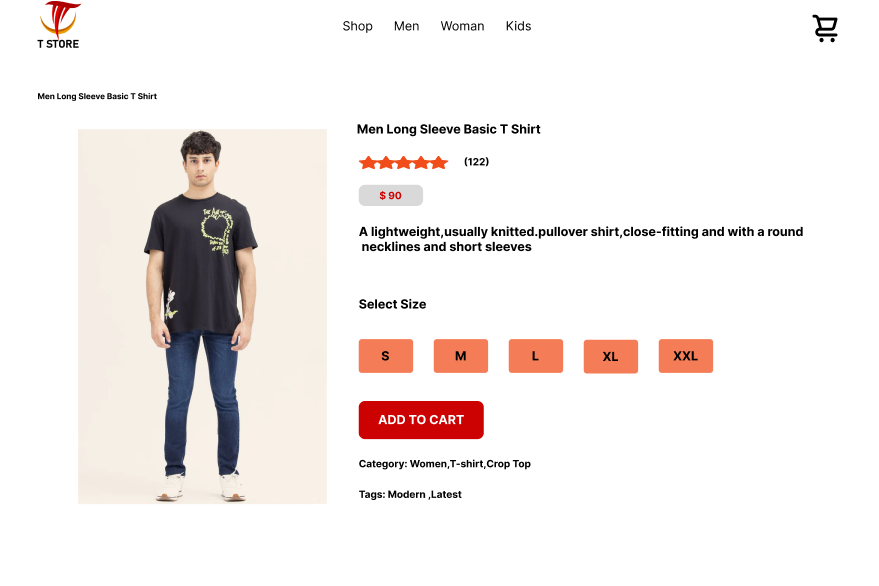 T STORE
Shop Men Woman Kids
Men Long Sleeve Basic T Shirt
Men Long Sleeve Basic T Shirt
(122)
$ 90
A lightweight,usually knitted.pullover shirt,close-fitting and with a round
necklines and short sleeves
Select Size
S M L XL XXL
ADD TO CART
Category: Women,T-shirt,Crop Top
Tags: Modern ,Latest